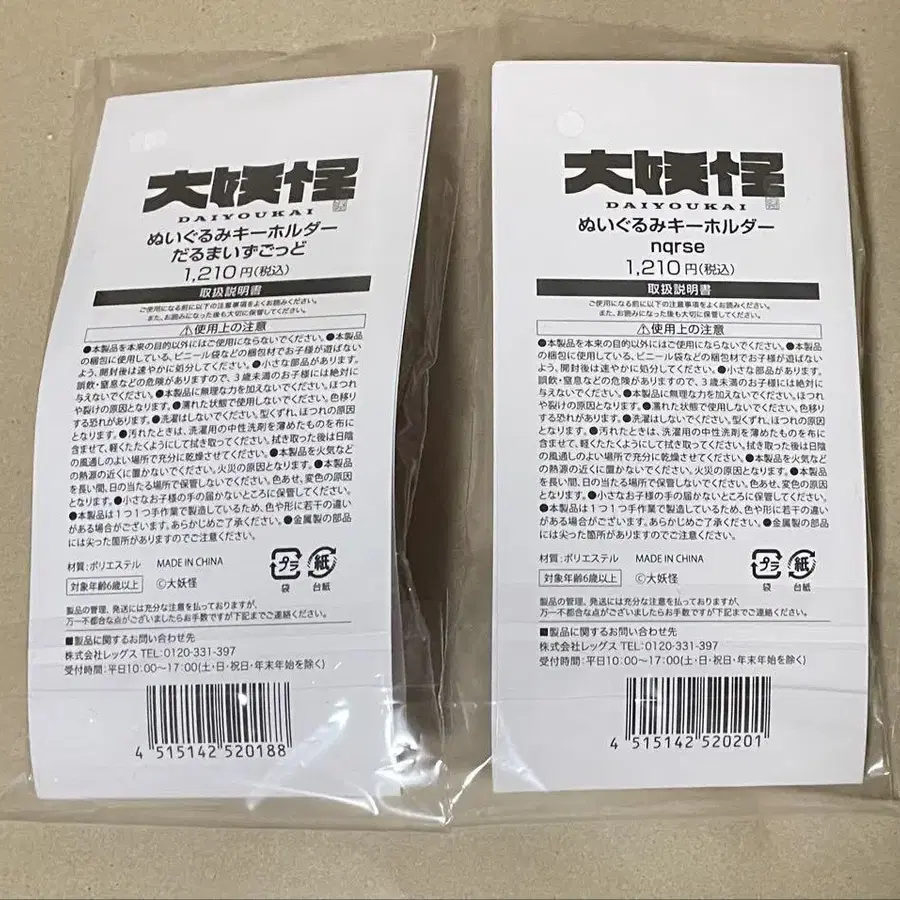 大妖怪
DAIYOUKAI
ぬいぐるみキーホルダー
だるまいずごっど
1,210円(税込)
取扱説明書
ご使用になる前に以下の注意事項をよくお読みください。
また、お読みになった後も大切に保管してください。
⚠使用上の注意
●本製品を本来の目的以外にはご使用にならないでください。●本製品
の梱包に使用している、ビニール袋などの梱包材でお子様が遊ばない
よう、開封後は速やかに処分してください。●小さな部品があります。
誤飲・窒息などの危険がありますので、3歳未満のお子様には絶対に
与えないでください。●本製品に無理な力を加えないでください。ほつれ
や裂けの原因となります。●濡れた状態で使用しないでください。色移り
する恐れがあります。●洗濯はしないでください。型くずれ、ほつれの原因
となります。●汚れたときは、洗濯用の中性洗剤を薄めたものを布に
含ませて、軽くたたくようにして拭き取ってください。拭き取った後は日陰
の風通しのよい場所で充分に乾燥させてください。●本製品を火気など
の熱源の近くに置かないでください。火災の原因となります。●本製品
を長い間、日の当たる場所で保管しないでください。色あせ、変色の原因
となります。●小さなお子様の手の届かないところに保管してください。
●本製品は1つ1つ手作業で製造しているため、色や形に若干の違い
がある場合がございます。あらかじめご了承ください。●金属製の部品
には尖った箇所がありますのでご注意ください。
材質:ポリエステル MADE IN CHINA
対象年齢6歳以上 ©大妖怪
プラ 紙
袋 台紙
製品の管理、発送には充分な注意を払っておりますが、
万一不都合な点がございましたらお手数ですが下記までご連絡ください。
■製品に関するお問い合わせ先
株式会社レッグス TEL:0120-331-397
受付時間:平日10:00〜17:00(土・日・祝日・年末年始を除く)
4 515142 520188
大妖怪
DAIYOUKAI
ぬいぐるみキーホルダー
nqrse
1,210円(税込)
取扱説明書
ご使用になる前に以下の注意事項をよくお読みください。
また、お読みになった後も大切に保管してください。
⚠使用上の注意
●本製品を本来の目的以外にはご使用にならないでください。●本製品
の梱包に使用している、ビニール袋などの梱包材でお子様が遊ばない
よう、開封後は速やかに処分してください。●小さな部品があります。
誤飲・窒息などの危険がありますので、3歳未満のお子様には絶対に
与えないでください。●本製品に無理な力を加えないでください。ほつれ
や裂けの原因となります。●濡れた状態で使用しないでください。色移り
する恐れがあります。●洗濯はしないでください。型くずれ、ほつれの原因
となります。●汚れたときは、洗濯用の中性洗剤を薄めたものを布に
含ませて、軽くたたくようにして拭き取ってください。拭き取った後は日陰
の風通しのよい場所で充分に乾燥させてください。●本製品を火気など
の熱源の近くに置かないでください。火災の原因となります。●本製品
を長い間、日の当たる場所で保管しないでください。色あせ、変色の原因
となります。●小さなお子様の手の届かないところに保管してください。
●本製品は1つ1つ手作業で製造しているため、色や形に若干の違い
がある場合がございます。あらかじめご了承ください。●金属製の部品
には尖った箇所がありますのでご注意ください。
材質:ポリエステル MADE IN CHINA
対象年齢6歳以上 ©大妖怪
プラ 紙
袋 台紙
製品の管理、発送には充分な注意を払っておりますが、
万一不都合な点がございましたらお手数ですが下記までご連絡ください。
■製品に関するお問い合わせ先
株式会社レッグス TEL:0120-331-397
受付時間:平日10:00〜17:00(土・日・祝日・年末年始を除く)
4 515142 520201